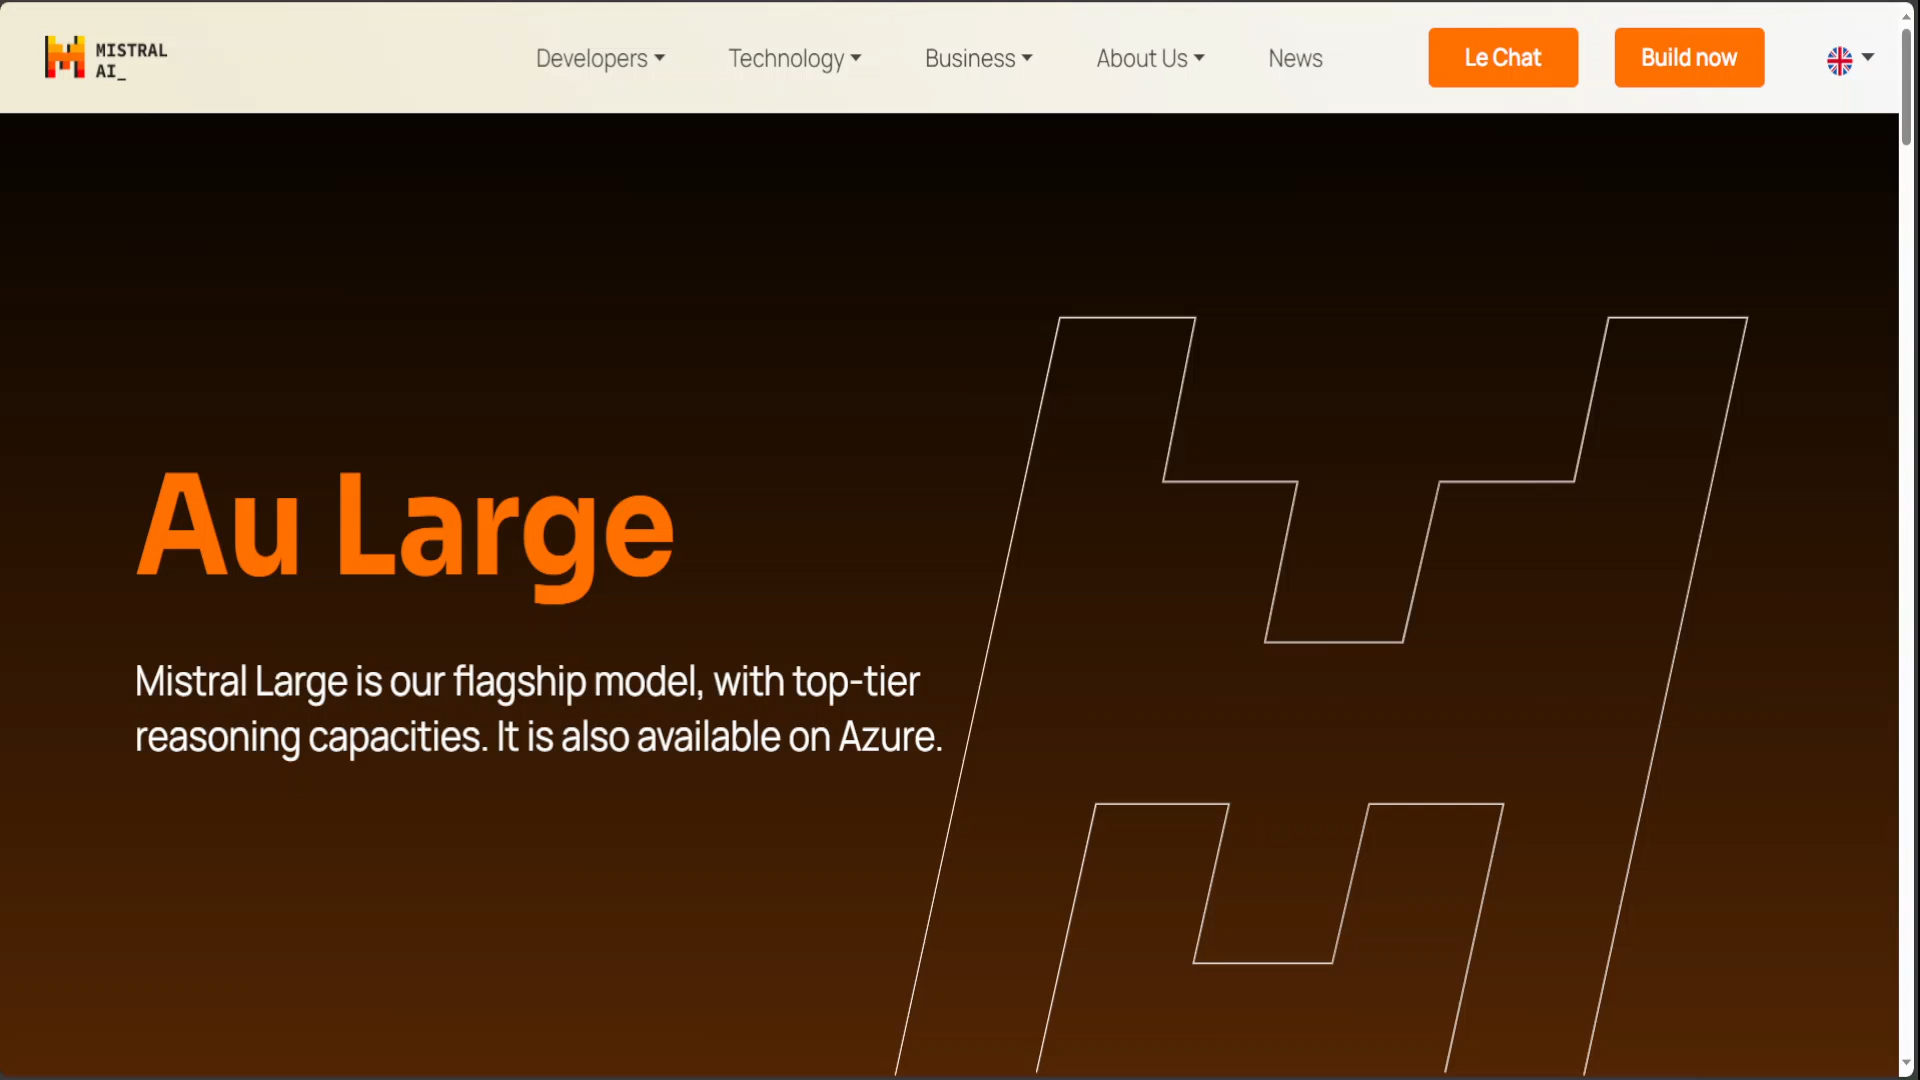 MISTRAL
AI_
Developers
Technology
Business
About Us
News
Le Chat
Build now
Au Large
Mistral Large is our flagship model, with top-tier
reasoning capacities. It is also available on Azure.